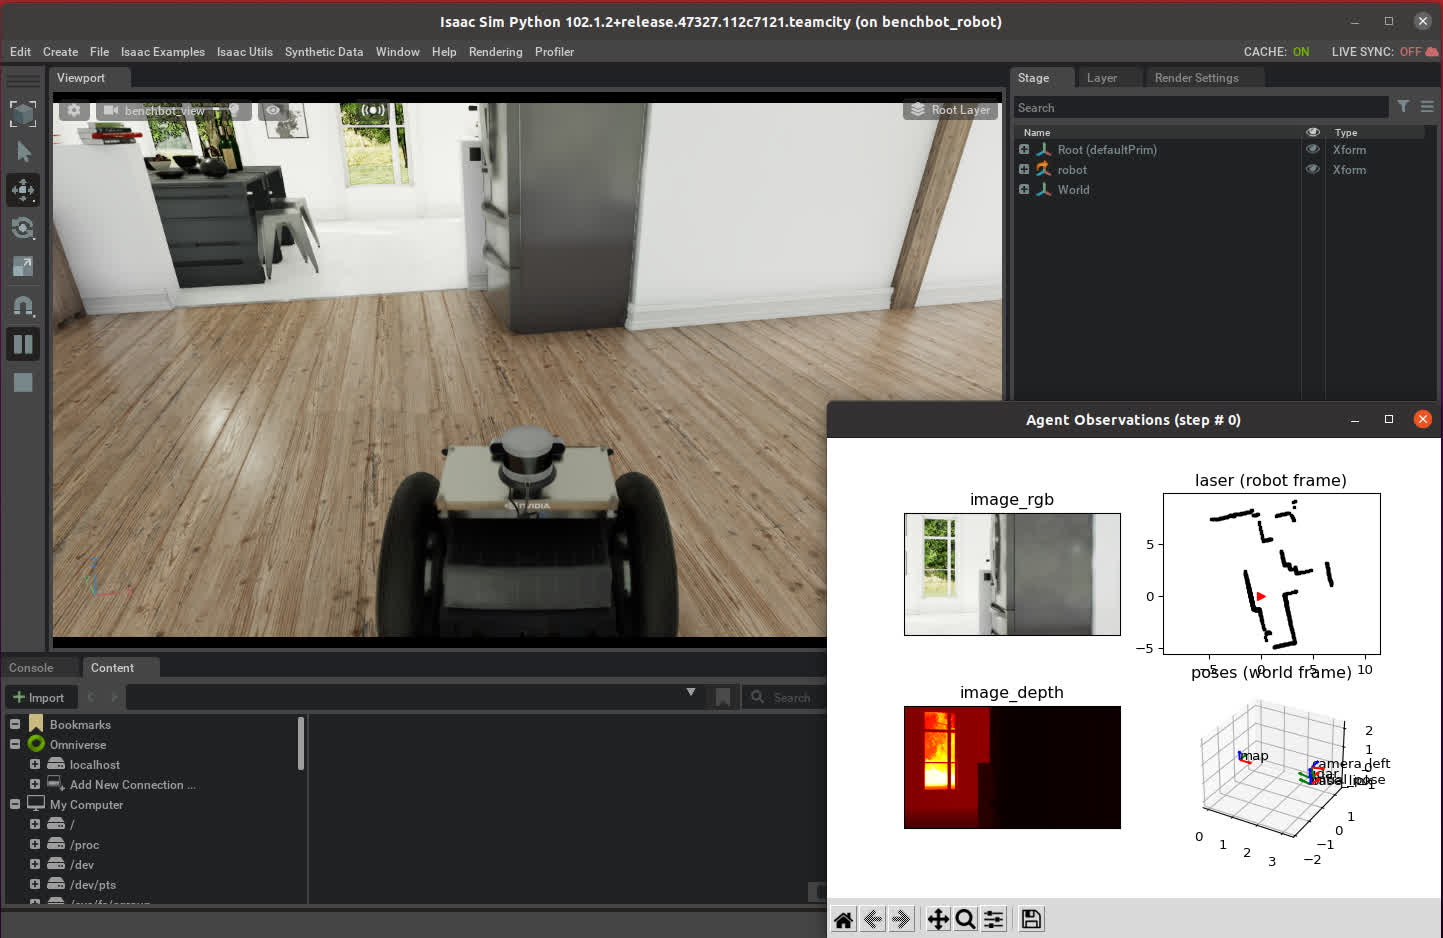 Isaac Sim Python 102.1.2+release.47327.112c7121.teamcity (on benchbot_robot)
Edit Create File Isaac Examples Isaac Utils Synthetic Data Window Help Rendering Profiler CACHE: ON LIVE SYNC: OFF
Viewport
benchbot_view
Root Layer
NVIDIA
Stage Layer Render Settings
Search
Name Type
Root (defaultPrim) Xform
robot Xform
World
Console Content
Import
Search
Bookmarks
Omniverse
localhost
Add New Connection ...
My Computer
/
/proc
/dev
/dev/pts
Agent Observations (step # 0)
image_rgb
laser (robot frame)
5
0
−5
−5 0 5 10
image_depth
poses (world frame)
map
camera_left
2
1
0
−1
1
0
−1
−2
0
1
2
3